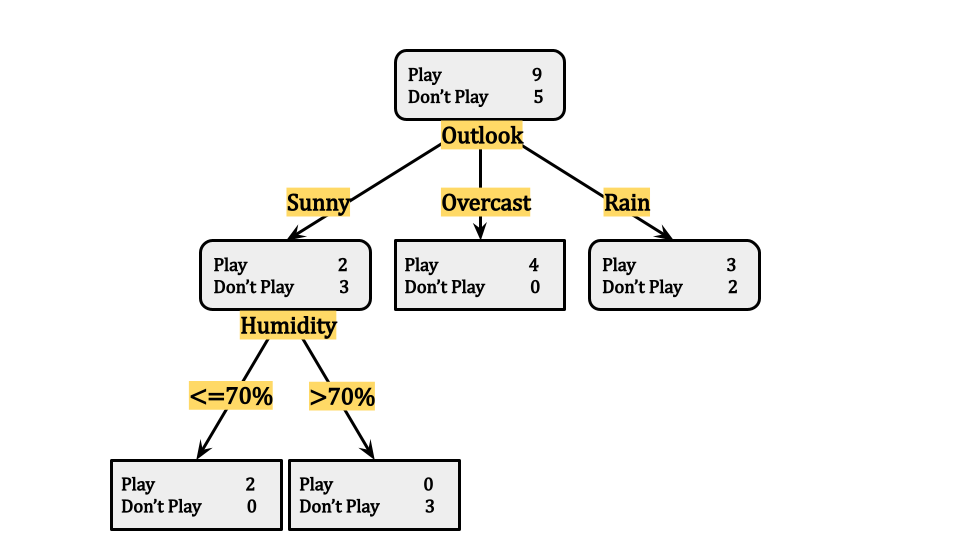 Play 9
Don’t Play 5
Outlook
Sunny
Overcast
Rain
Play 2
Don’t Play 3
Play 4
Don’t Play 0
Play 3
Don’t Play 2
Humidity
<=70%
>70%
Play 2
Don’t Play 0
Play 0
Don’t Play 3